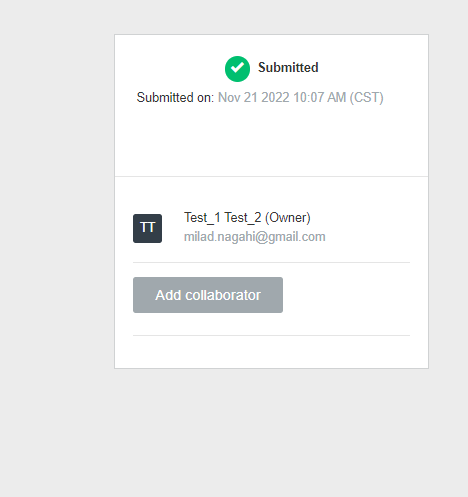 Submitted
Submitted on: Nov 21 2022 10:07 AM (CST)
TT
Test_1 Test_2 (Owner)
milad.nagahi@gmail.com
Add collaborator